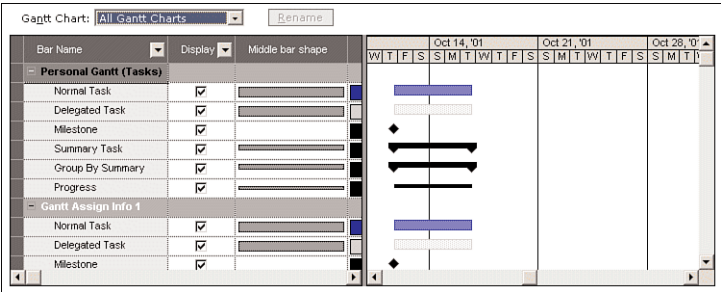 Gantt Chart: All Gantt Charts Rename
Bar Name Display Middle bar shape
Oct 14, '01 Oct 21, '01 Oct 28, '0
W T F S S M T W T F S S M T W T F S S M T
Personal Gantt (Tasks)
Normal Task
Delegated Task
Milestone
Summary Task
Group By Summary
Progress
Gantt Assign Info 1
Normal Task
Delegated Task
Milestone